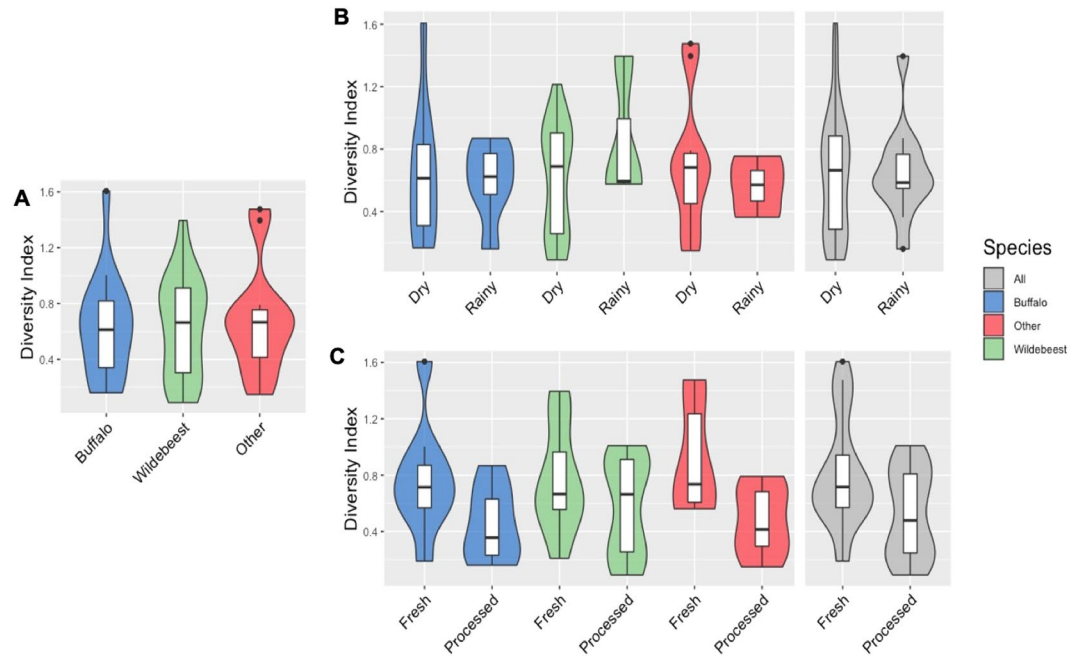 A
Diversity Index
1.6
1.2
0.8
0.4
Buffalo
Wildebeest
Other
B
Diversity Index
1.6
1.2
0.8
0.4
Dry
Rainy
Dry
Rainy
Dry
Rainy
Dry
Rainy
C
Diversity Index
1.6
1.2
0.8
0.4
Fresh
Processed
Fresh
Processed
Fresh
Processed
Fresh
Processed
Species
All
Buffalo
Other
Wildebeest